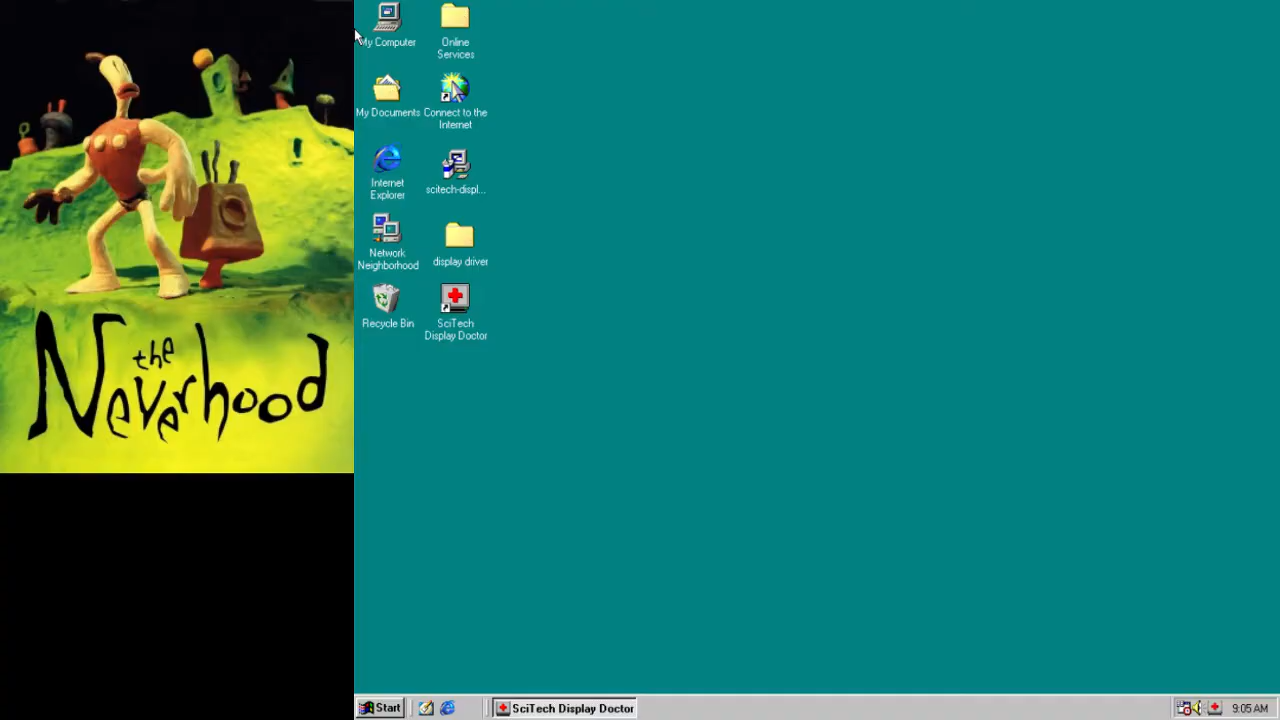 the
Neverhood
My Computer
Online
Services
My Documents
Connect to the
Internet
Internet
Explorer
scitech-displ...
Network
Neighborhood
display driver
Recycle Bin
SciTech
Display Doctor
Start
SciTech Display Doctor
9:05 AM